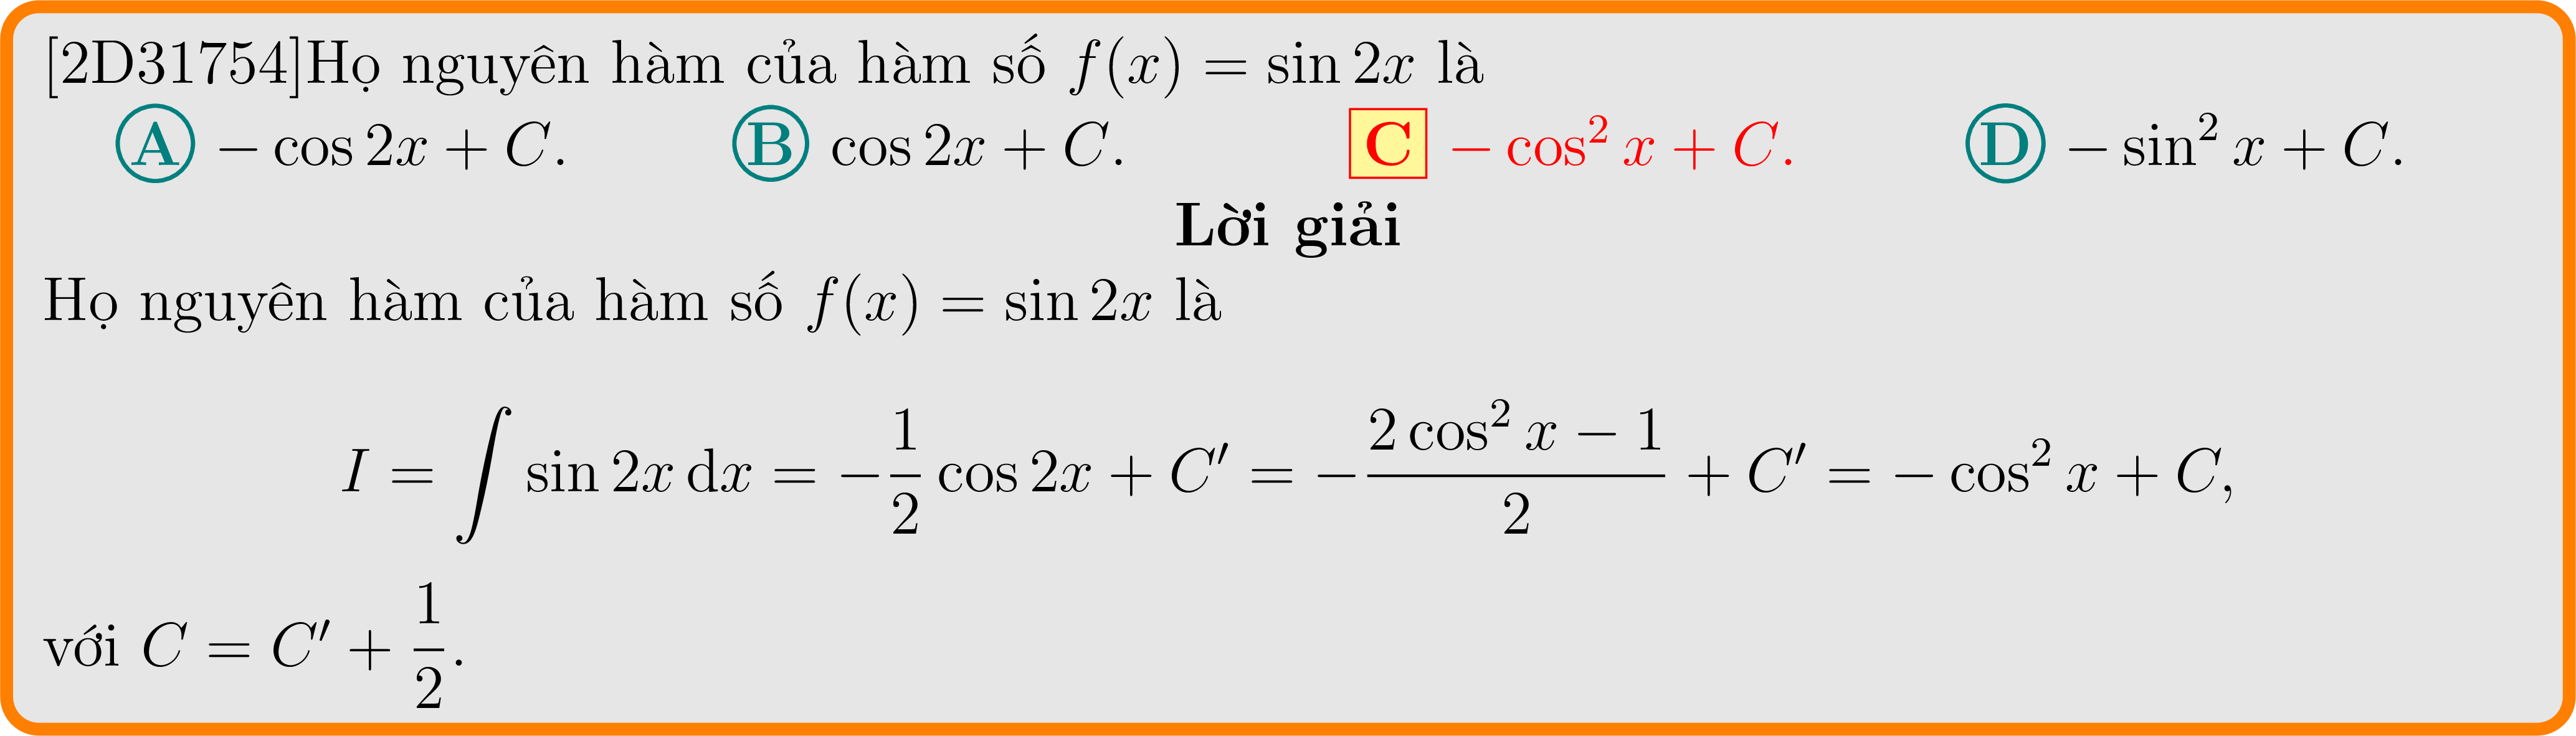 [2D31754]Họ nguyên hàm của hàm số $f(x) = \sin 2x$ là
A $-\cos 2x + C$. B $\cos 2x + C$. C $-\cos^2 x + C$. D $-\sin^2 x + C$.
Lời giải
Họ nguyên hàm của hàm số $f(x) = \sin 2x$ là
$I = \int \sin 2x \, \mathrm{d}x = -\frac{1}{2} \cos 2x + C' = -\frac{2\cos^2 x - 1}{2} + C' = -\cos^2 x + C,$
với $C = C' + \frac{1}{2}$.